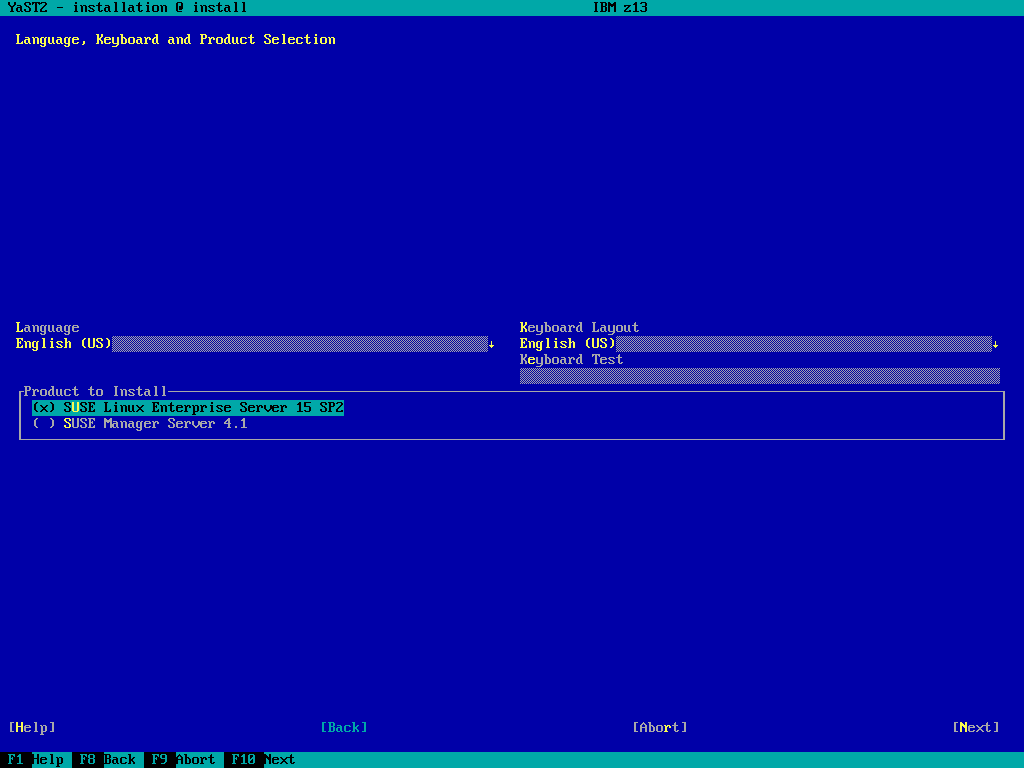 YaST2 - installation @ install IBM z13
Language, Keyboard and Product Selection
Language Keyboard Layout
English (US) ↓ English (US) ↓
Keyboard Test
Product to Install
(x) SUSE Linux Enterprise Server 15 SP2
( ) SUSE Manager Server 4.1
[Help] [Back] [Abort] [Next]
F1 Help F8 Back F9 Abort F10 Next